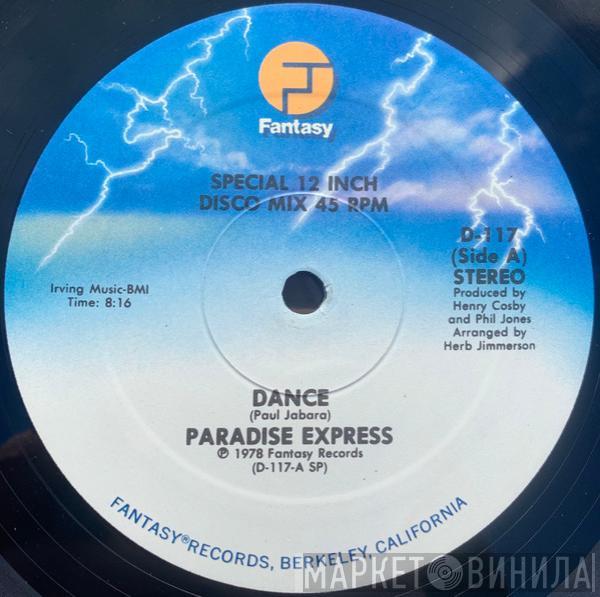 Fantasy
SPECIAL 12 INCH
DISCO MIX 45 RPM
D-117
(Side A)
STEREO
Produced by
Henry Cosby
and Phil Jones
Arranged by
Herb Jimmerson
Irving Music-BMI
Time: 8:16
DANCE
(Paul Jabara)
PARADISE EXPRESS
℗ 1978 Fantasy Records
(D-117-A SP)
FANTASY® RECORDS, BERKELEY, CALIFORNIA
МАРКЕТ ВИНИЛА